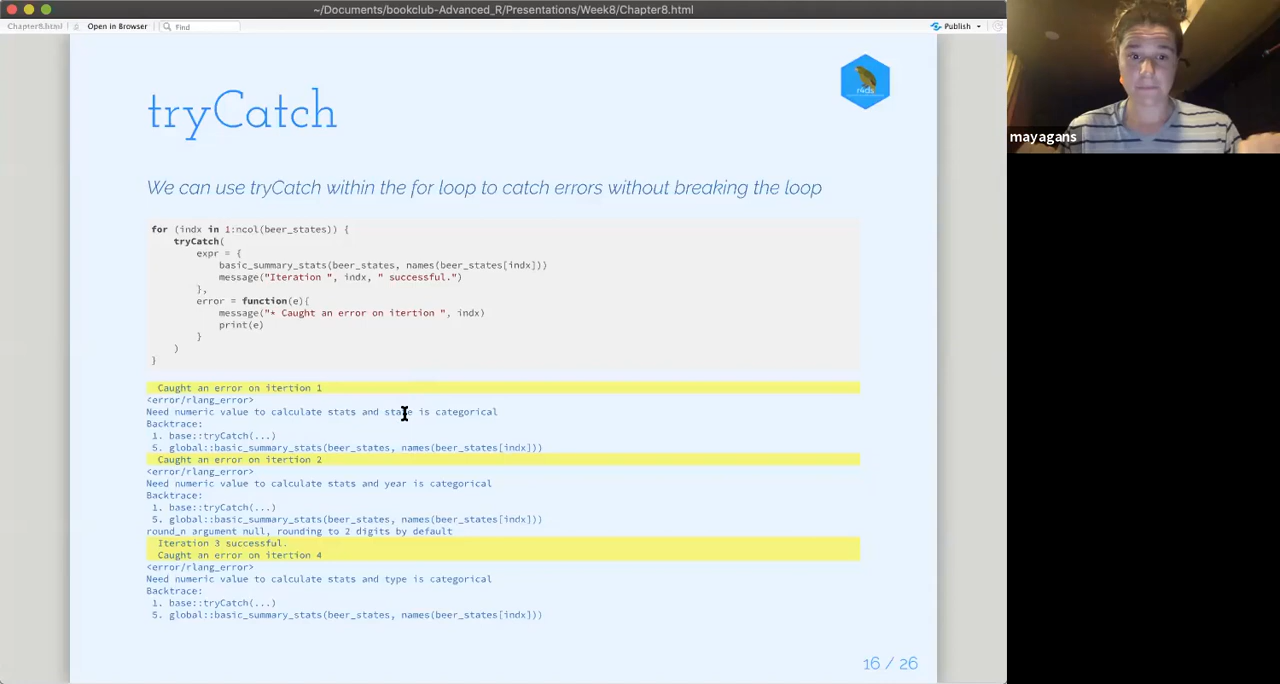 ~/Documents/bookclub-Advanced_R/Presentations/Week8/Chapter8.html
Chapter8.html
Open in Browser
Find
Publish
tryCatch
r4ds
We can use tryCatch within the for loop to catch errors without breaking the loop
for (indx in 1:ncol(beer_states)) {
tryCatch(
expr = {
basic_summary_stats(beer_states, names(beer_states[indx]))
message("Iteration ", indx, " successful.")
},
error = function(e){
message("* Caught an error on itertion ", indx)
print(e)
}
)
}
Caught an error on itertion 1
<error/rlang_error>
Need numeric value to calculate stats and state is categorical
Backtrace:
1. base::tryCatch(...)
5. global::basic_summary_stats(beer_states, names(beer_states[indx]))
Caught an error on itertion 2
<error/rlang_error>
Need numeric value to calculate stats and year is categorical
Backtrace:
1. base::tryCatch(...)
5. global::basic_summary_stats(beer_states, names(beer_states[indx]))
round_n argument null, rounding to 2 digits by default
Iteration 3 successful.
Caught an error on itertion 4
<error/rlang_error>
Need numeric value to calculate stats and type is categorical
Backtrace:
1. base::tryCatch(...)
5. global::basic_summary_stats(beer_states, names(beer_states[indx]))
16 / 26
mayagans